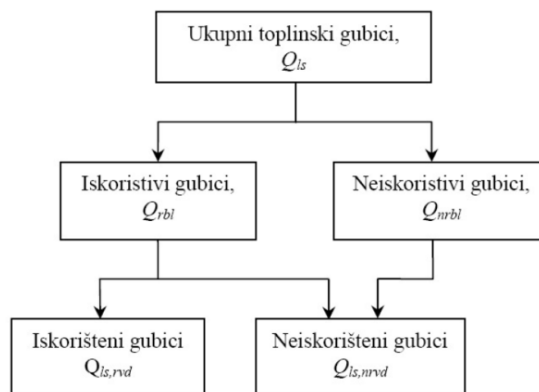 Ukupni toplinski gubici,
Qls
Iskoristivi gubici,
Qrbl
Neiskoristivi gubici,
Qnrbl
Iskorišteni gubici
Qls,rvd
Neiskorišteni gubici
Qls,nrvd